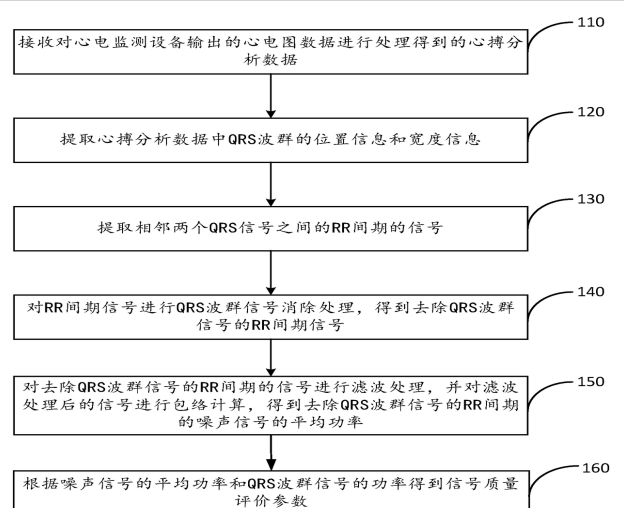 110
接收对心电监测设备输出的心电图数据进行处理得到的心搏分
析数据
120
提取心搏分析数据中QRS波群的位置信息和宽度信息
130
提取相邻两个QRS信号之间的RR间期的信号
140
对RR间期信号进行QRS波群信号消除处理，得到去除QRS波群
信号的RR间期信号
150
对去除QRS波群信号的RR间期的信号进行滤波处理，并对滤波
处理后的信号进行包络计算，得到去除QRS波群信号的RR间期
的噪声信号的平均功率
160
根据噪声信号的平均功率和QRS波群信号的功率得到信号质量
评价参数